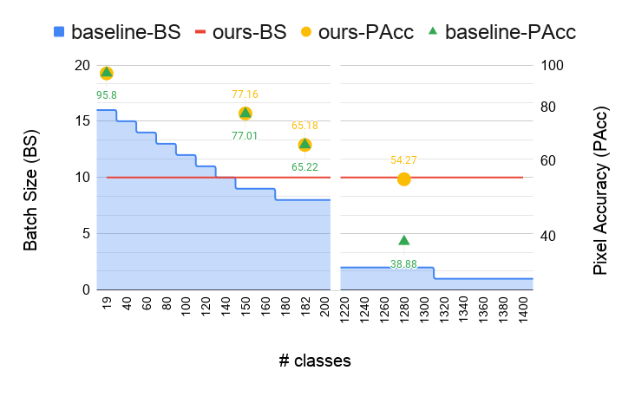 baseline-BS ours-BS ours-PAcc baseline-PAcc
20 100
95.8 77.16
77.01
65.18
65.22
54.27
38.88
15 80
10 60
5 40
0
Batch Size (BS)
Pixel Accuracy (PAcc)
19 40 60 80 100 120 140 150 160 180 182 200 1220 1240 1260 1280 1300 1320 1340 1360 1380 1400
# classes